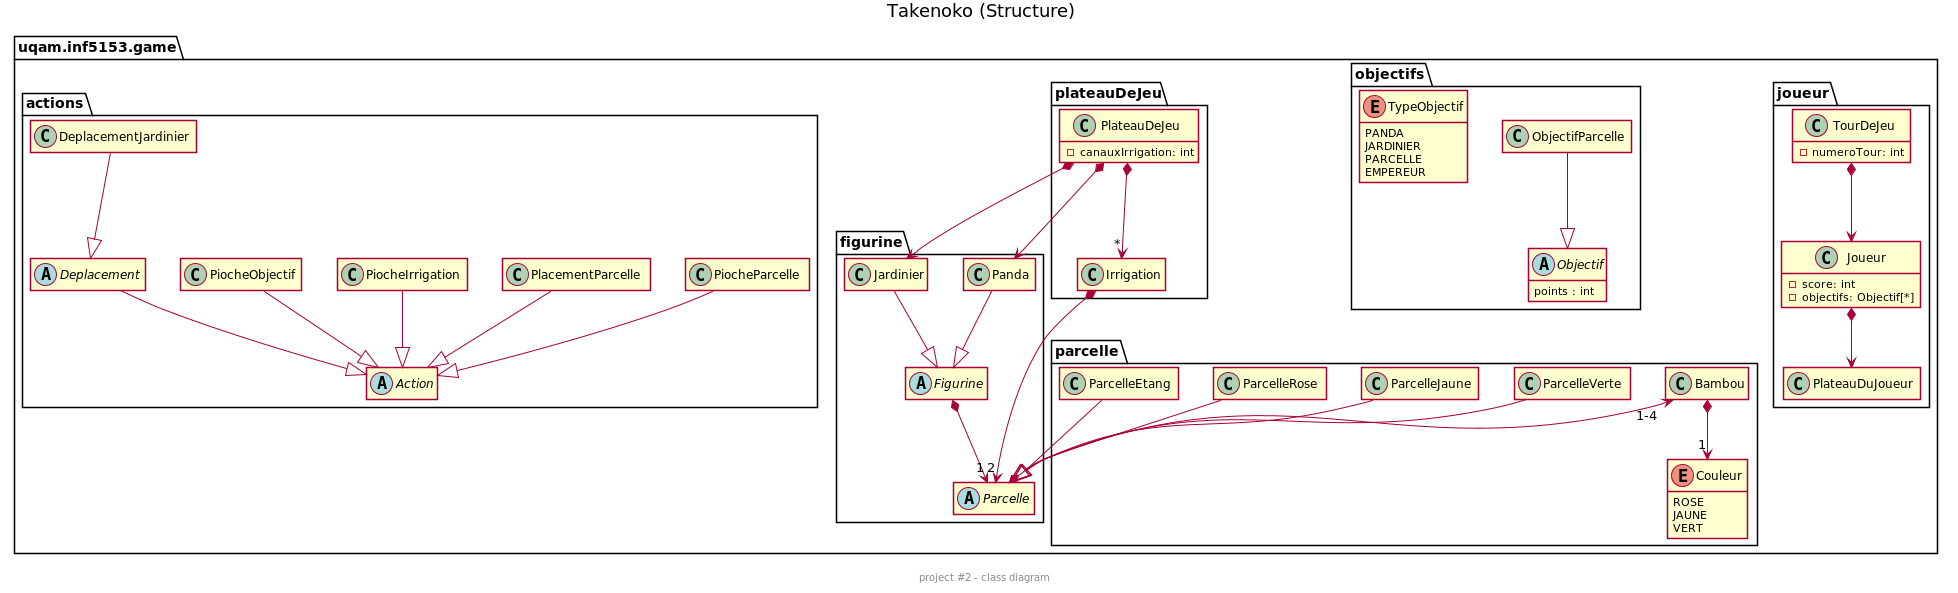 Takenoko (Structure)
uqam.inf5153.game
actions
C DeplacementJardinier
A Deplacement
C PiocheObjectif
C PiocheIrrigation
C PlacementParcelle
C PiocheParcelle
A Action
figurine
C Jardinier
C Panda
A Figurine
1 2
A Parcelle
plateauDeJeu
C PlateauDeJeu
canauxIrrigation: int
*
C Irrigation
objectifs
E TypeObjectif
PANDA
JARDINIER
PARCELLE
EMPEREUR
C ObjectifParcelle
A Objectif
points : int
parcelle
C ParcelleEtang
C ParcelleRose
C ParcelleJaune
C ParcelleVerte
C Bambou
1-4
1
E Couleur
ROSE
JAUNE
VERT
joueur
C TourDeJeu
numeroTour: int
C Joueur
score: int
objectifs: Objectif[*]
C PlateauDuJoueur
project #2 - class diagram